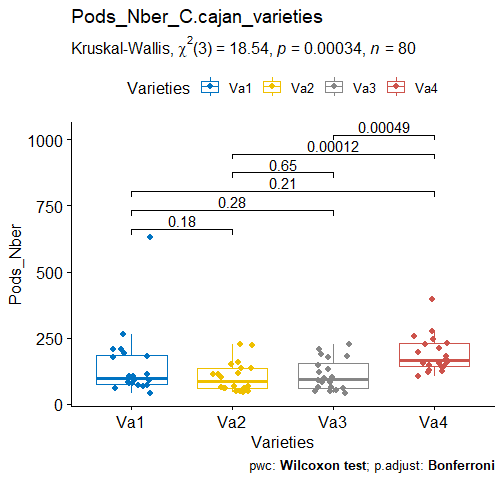 Pods_Nber_C.cajan_varieties
Kruskal-Wallis, χ²(3) = 18.54, p = 0.00034, n = 80
Varieties Va1 Va2 Va3 Va4
1000
750
500
250
0
Pods_Nber
0.00049
0.00012
0.65
0.21
0.28
0.18
Va1 Va2 Va3 Va4
Varieties
pwc: Wilcoxon test; p.adjust: Bonferroni